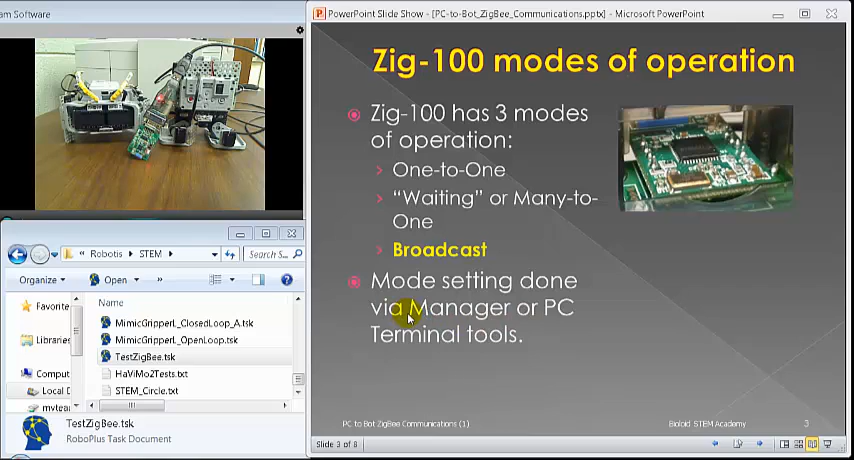 am Software
PowerPoint Slide Show - [PC-to-Bot_ZigBee_Communications.pptx] - Microsoft PowerPoint
Zig-100 modes of operation
Zig-100 has 3 modes
of operation:
One-to-One
“Waiting” or Many-to-
One
Broadcast
Mode setting done
via Manager or PC
Terminal tools.
PC to Bot ZigBee Communications (1)
Bioloid STEM Academy
3
Slide 3 of 8
« Robotis ▸ STEM ▸
Search S...
Organize
Open
»
Name
Favorite
Libraries
Comput
Local D
myteam
MimicGripperL_ClosedLoop_A.tsk
MimicGripperL_OpenLoop.tsk
TestZigBee.tsk
HaViMo2Tests.txt
STEM_Circle.txt
TestZigBee.tsk
RoboPlus Task Document